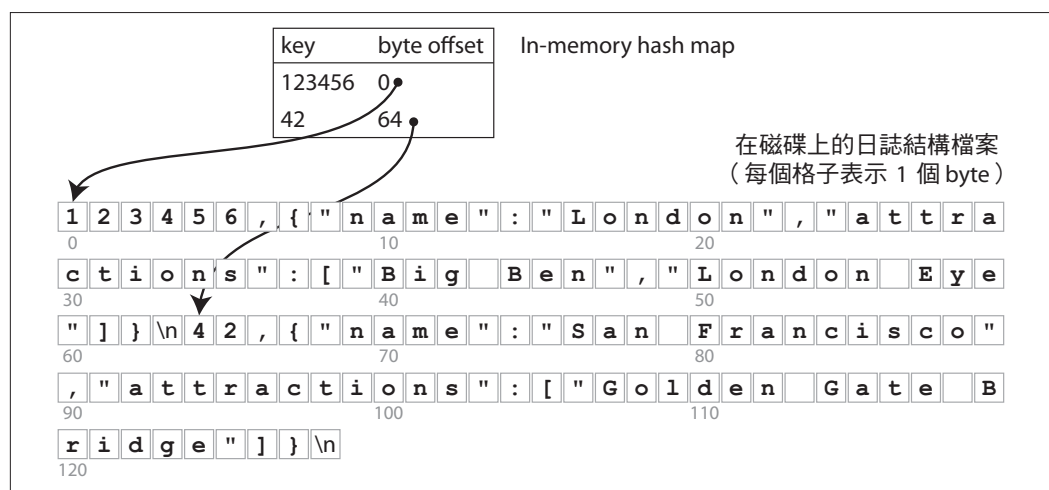 key byte offset In-memory hash map
123456 0
42 64
在磁碟上的日誌結構檔案
(每個格子表示 1 個 byte)
123456,{"name":"London","attra
0 10 20
ctions":["Big Ben","London Eye
30 40 50
"]}\n42,{"name":"San Francisco"
60 70 80
,"attractions":["Golden Gate B
90 100 110
ridge"]}\n
120